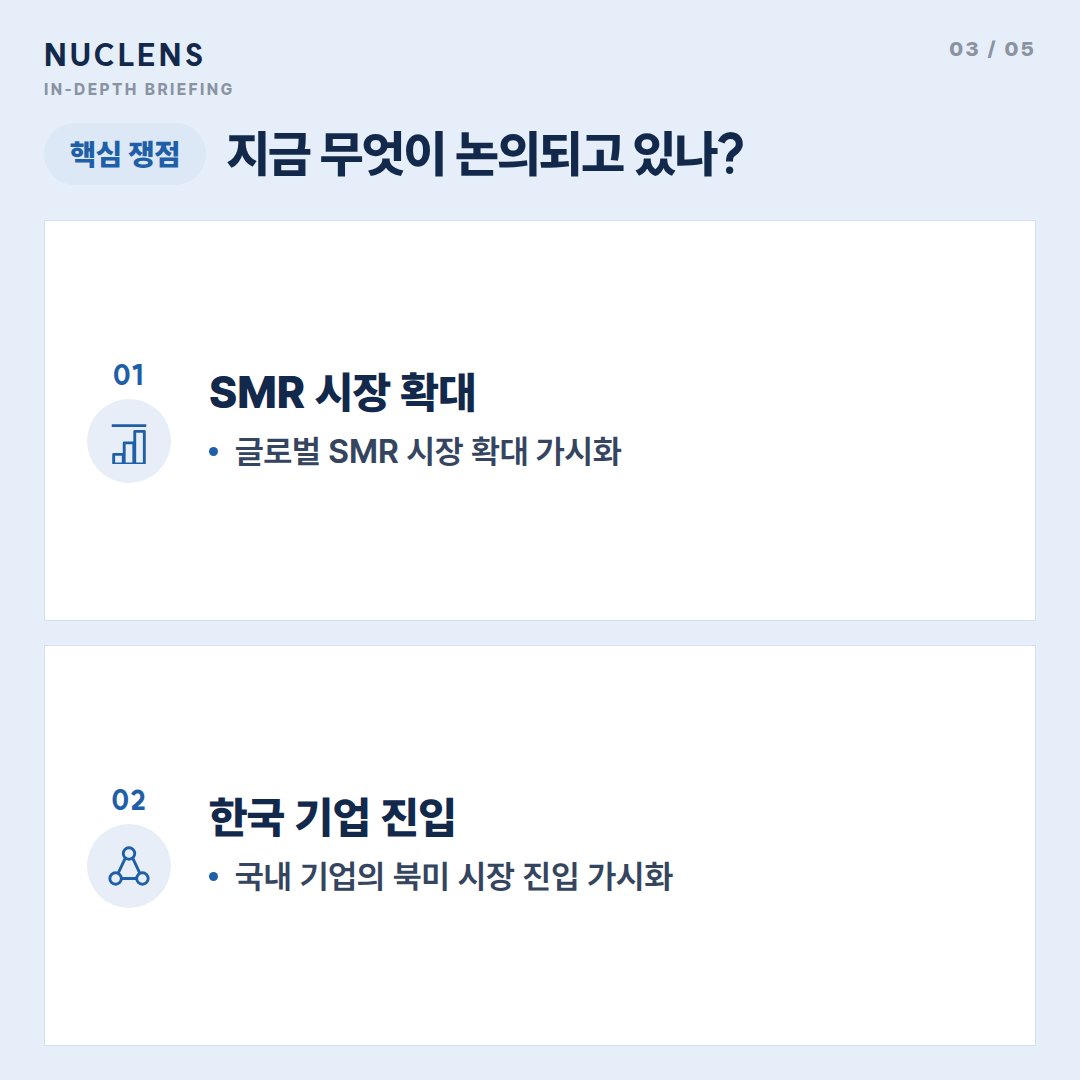 NUCLENS
03 / 05
IN-DEPTH BRIEFING
핵심 쟁점
지금 무엇이 논의되고 있나?
01
SMR 시장 확대
• 글로벌 SMR 시장 확대 가시화
02
한국 기업 진입
• 국내 기업의 북미 시장 진입 가시화